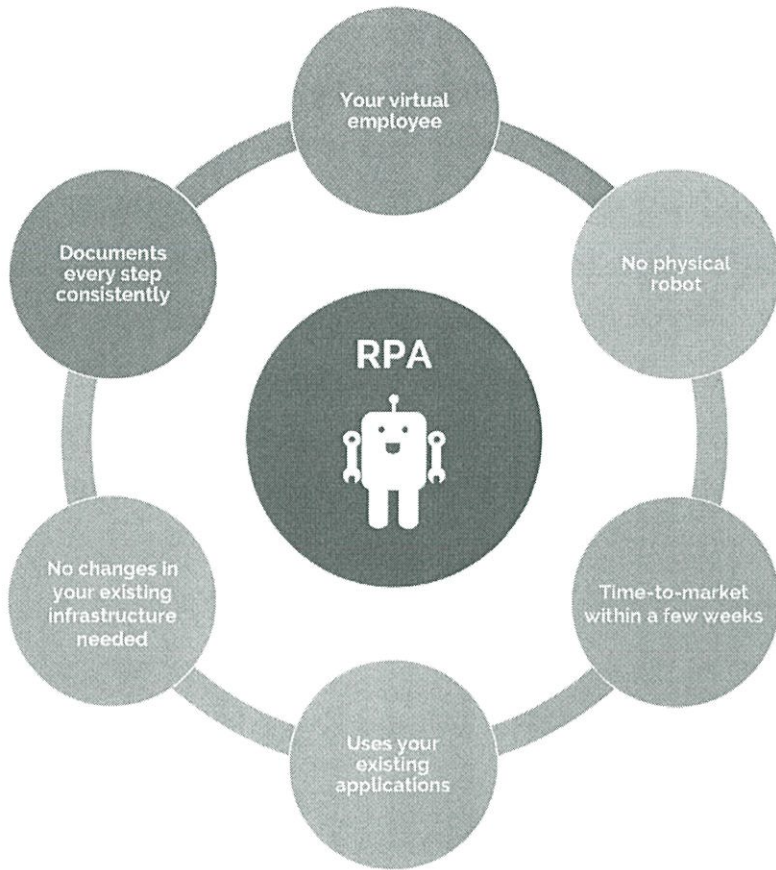 Your virtual
employee
No physical
robot
Time-to-market
within a few weeks
Uses your
existing
applications
No changes in
your existing
infrastructure
needed
Documents
every step
consistently
RPA